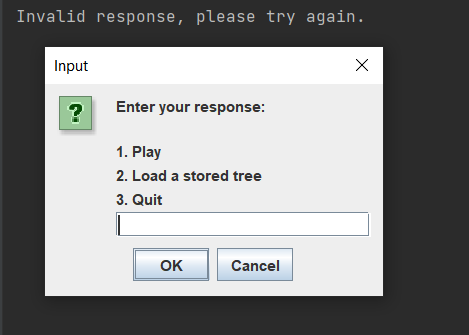 Invalid response, please try again.
Input
Enter your response:
1. Play
2. Load a stored tree
3. Quit
OK Cancel